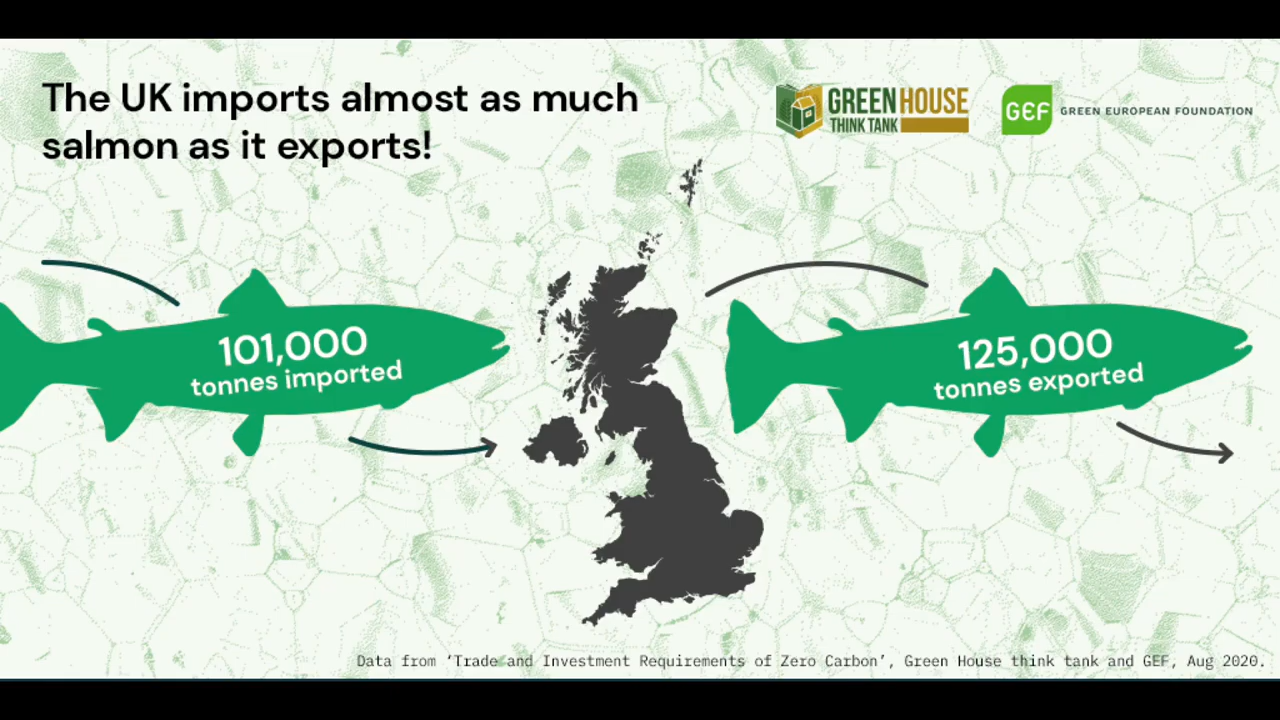 The UK imports almost as much
salmon as it exports!
GREEN HOUSE
THINK TANK
GEF
GREEN EUROPEAN FOUNDATION
101,000
tonnes imported
125,000
tonnes exported
Data from ‘Trade and Investment Requirements of Zero Carbon’, Green House think tank and GEF, Aug 2020.